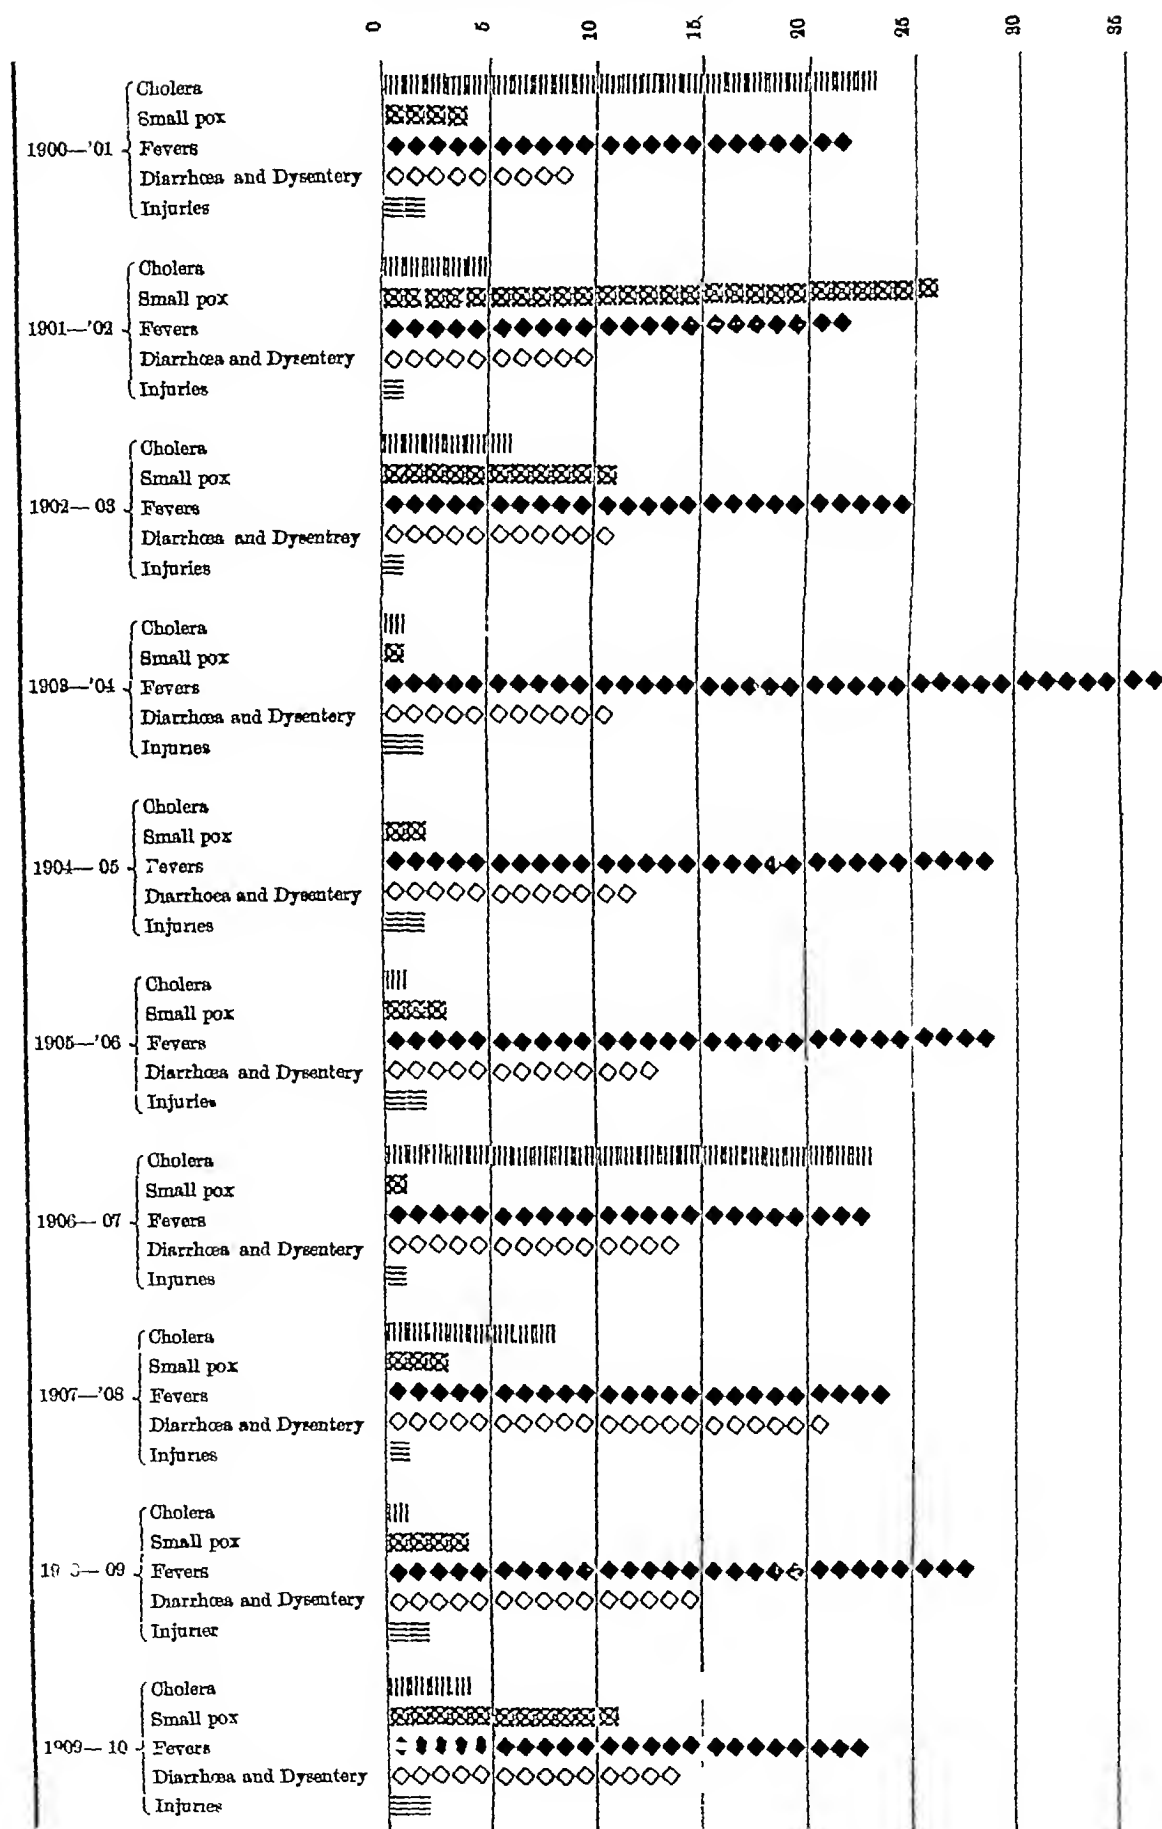 0 5 10 15. 20 25 30 35
Cholera
Small pox
1900—'01 Fevers
Diarrhœa and Dysentery
Injuries
Cholera
Small pox
1901—'02 Fevers
Diarrhœa and Dysentery
Injuries
Cholera
Small pox
1902— 03 Fevers
Diarrhœa and Dysentrey
Injuries
Cholera
Small pox
1903—'04 Fevers
Diarrhœa and Dysentery
Injuries
Cholera
Small pox
1904— 05 Fevers
Diarrhoea and Dysentery
Injuries
Cholera
Small pox
1905—'06 Fevers
Diarrhœa and Dysentery
Injuries
Cholera
Small pox
1906— 07 Fevers
Diarrhœa and Dysentery
Injuries
Cholera
Small pox
1907—'08 Fevers
Diarrhœa and Dysentery
Injuries
Cholera
Small pox
— 09 Fevers
Diarrhœa and Dysentery
Injurier
Cholera
Small pox
1909— 10 Fevers
Diarrhœa and Dysentery
Injuries